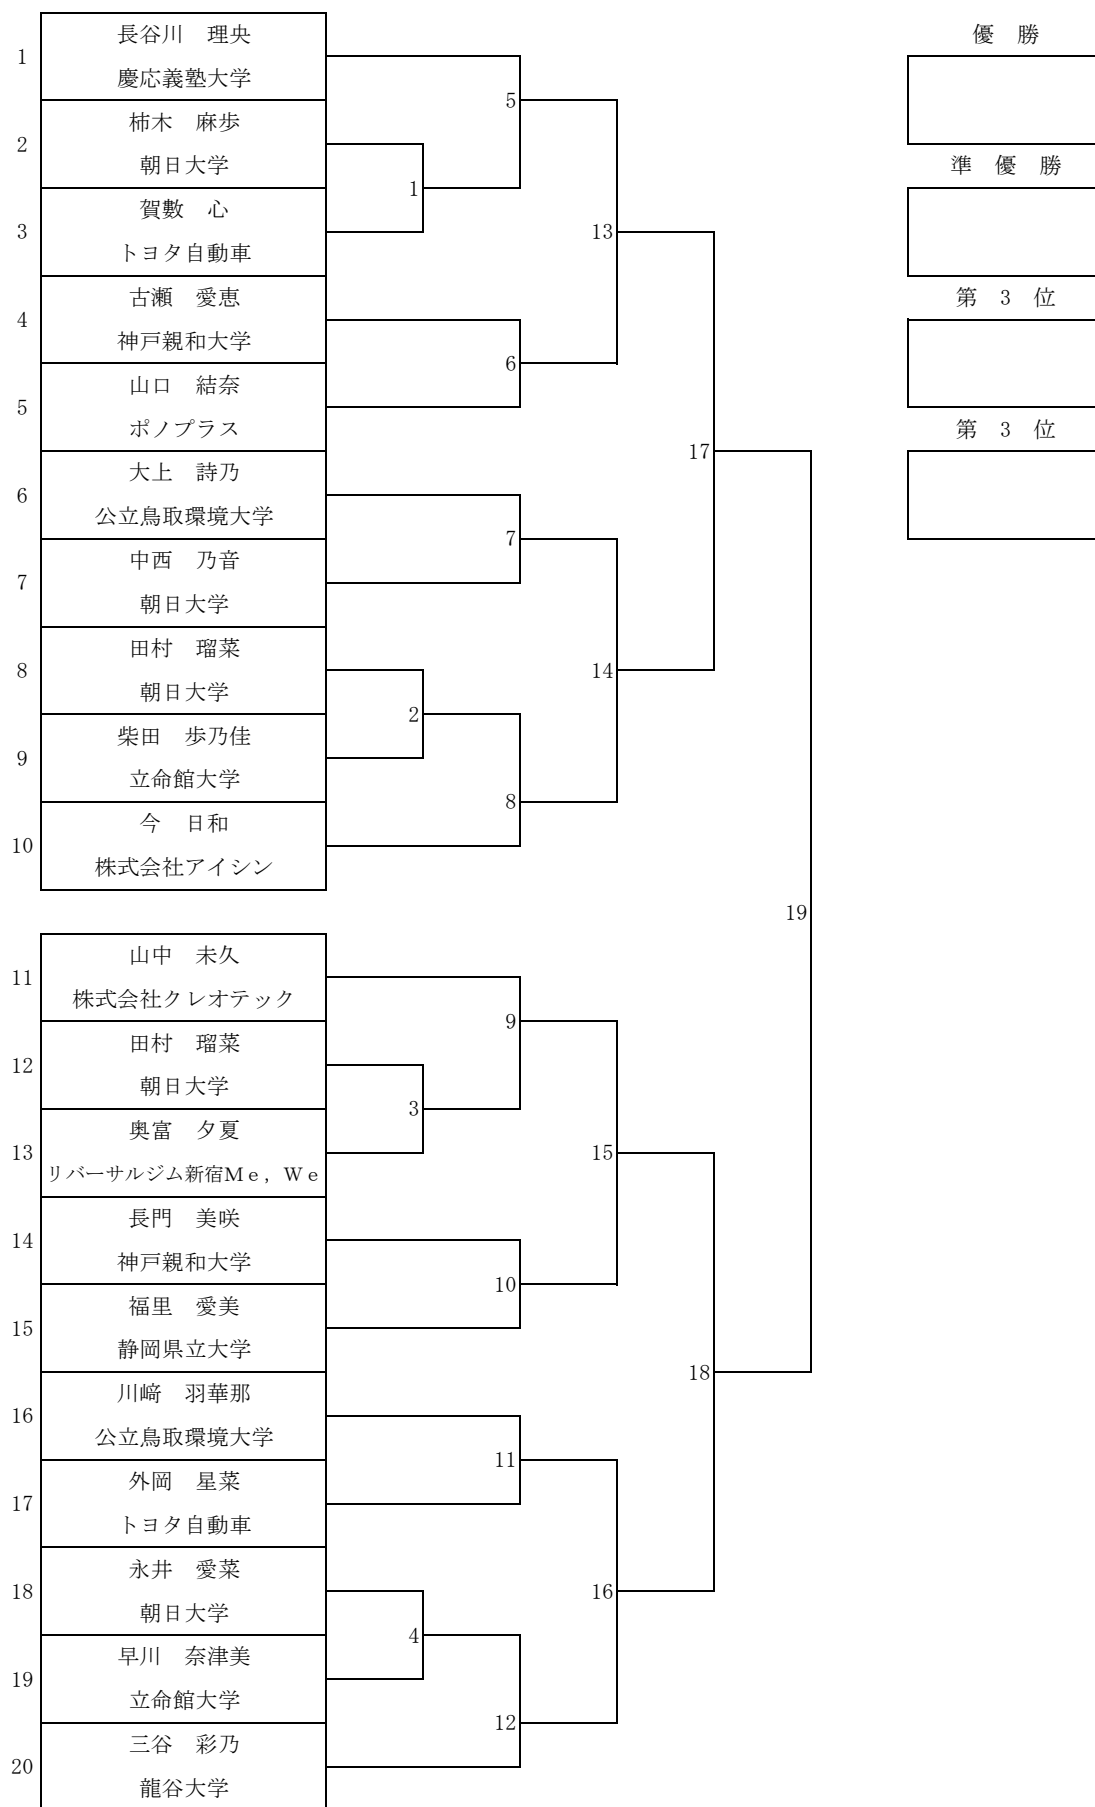 長谷川　理央
1
慶応義塾大学
5
柿木　麻歩
2
朝日大学
1
賀數　心
3
トヨタ自動車
13
古瀬　愛恵
4
神戸親和大学
6
山口　結奈
5
ポノプラス
17
大上　詩乃
6
公立鳥取環境大学
7
中西　乃音
7
朝日大学
田村　瑠菜
8
朝日大学
14
2
柴田　歩乃佳
9
立命館大学
8
今　日和
10
株式会社アイシン
19
山中　未久
11
株式会社クレオテック
9
田村　瑠菜
12
朝日大学
3
奥富　夕夏
13
リバーサルジム新宿Ｍｅ，Ｗｅ
15
長門　美咲
14
神戸親和大学
10
福里　愛美
15
静岡県立大学
18
川﨑　羽華那
16
公立鳥取環境大学
11
外岡　星菜
17
トヨタ自動車
永井　愛菜
18
朝日大学
16
4
早川　奈津美
19
立命館大学
12
三谷　彩乃
20
龍谷大学
優　勝
準　優　勝
第　3　位
第　3　位